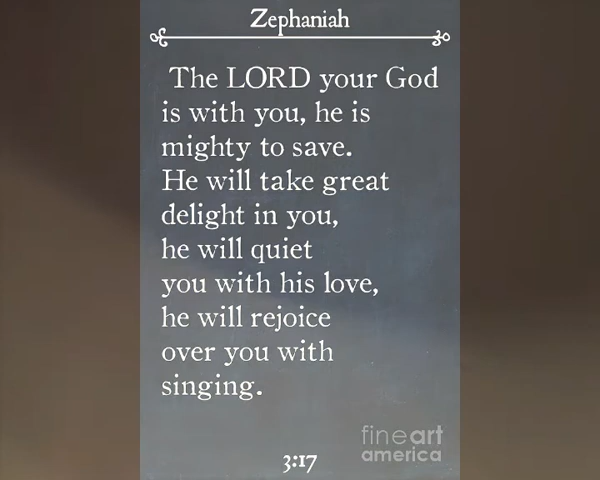 Zephaniah
The LORD your God
is with you, he is
mighty to save.
He will take great
delight in you,
he will quiet
you with his love,
he will rejoice
over you with
singing.
fineart
america
3:17